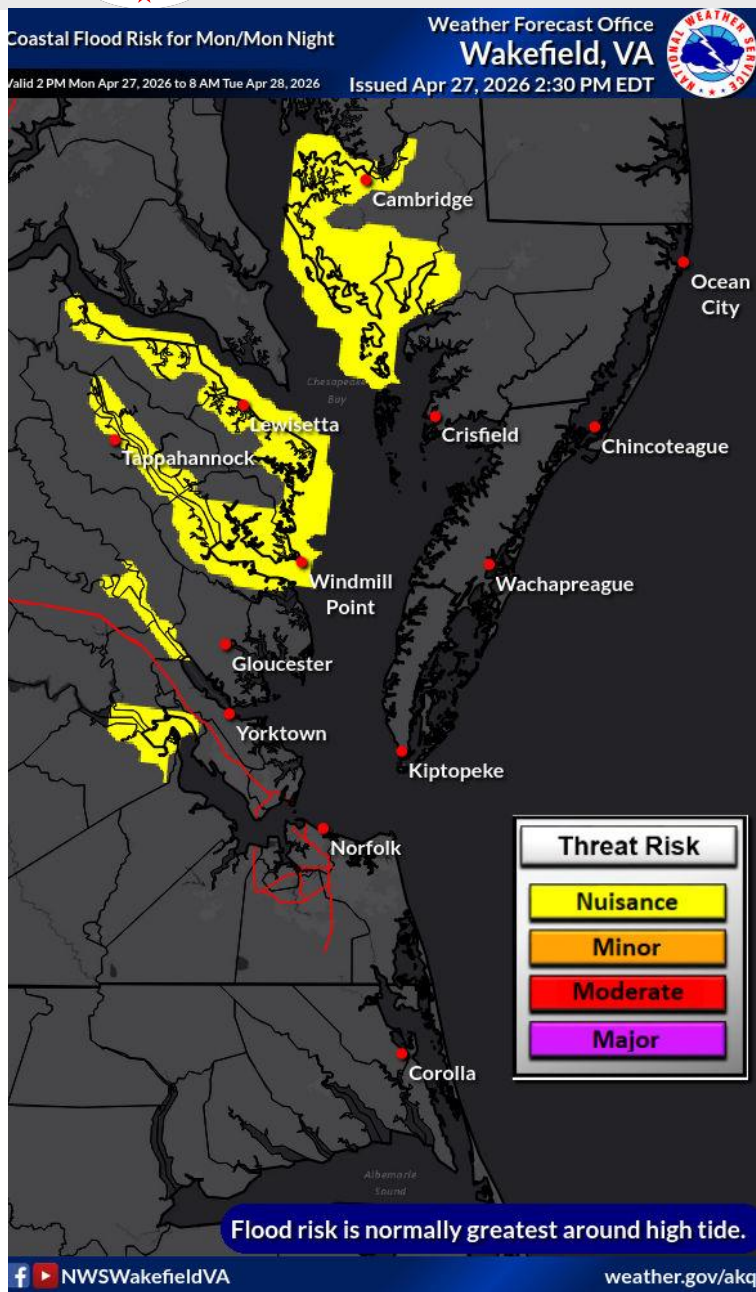 Coastal Flood Risk for Mon/Mon Night
Valid 2 PM Mon Apr 27, 2026 to 8 AM Tue Apr 28, 2026
Weather Forecast Office
Wakefield, VA
Issued Apr 27, 2026 2:30 PM EDT
NATIONAL WEATHER SERVICE
Cambridge
Ocean
City
Chesapeake
Bay
Lewisetta
Crisfield
Chincoteague
Tappahannock
Windmill
Point
Wachapreague
Gloucester
Yorktown
Kiptopeke
Norfolk
Threat Risk
Nuisance
Minor
Moderate
Major
Corolla
Albemarle
Sound
Flood risk is normally greatest around high tide.
NWSWakefieldVA
weather.gov/akq